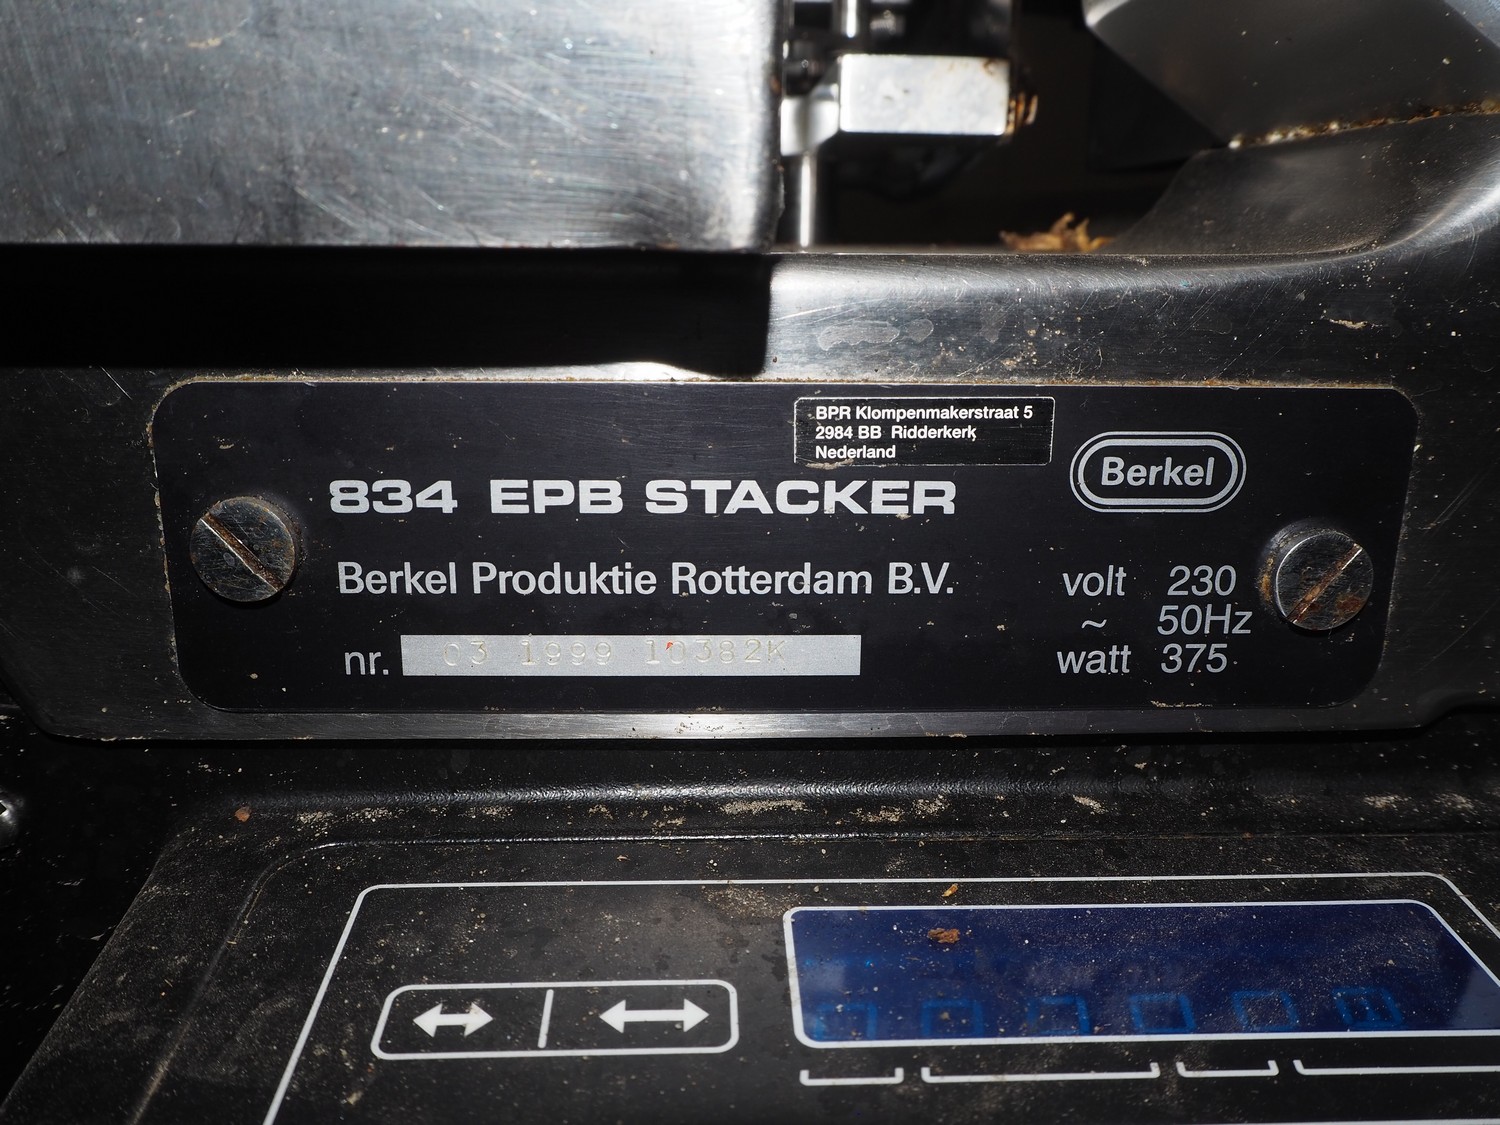 BPR Klompenmakerstraat 5
2984 BB Ridderkerk
Nederland
Berkel
834 EPB STACKER
Berkel Produktie Rotterdam B.V.
volt 230
~ 50Hz
watt 375
nr. 03 1999 10382K